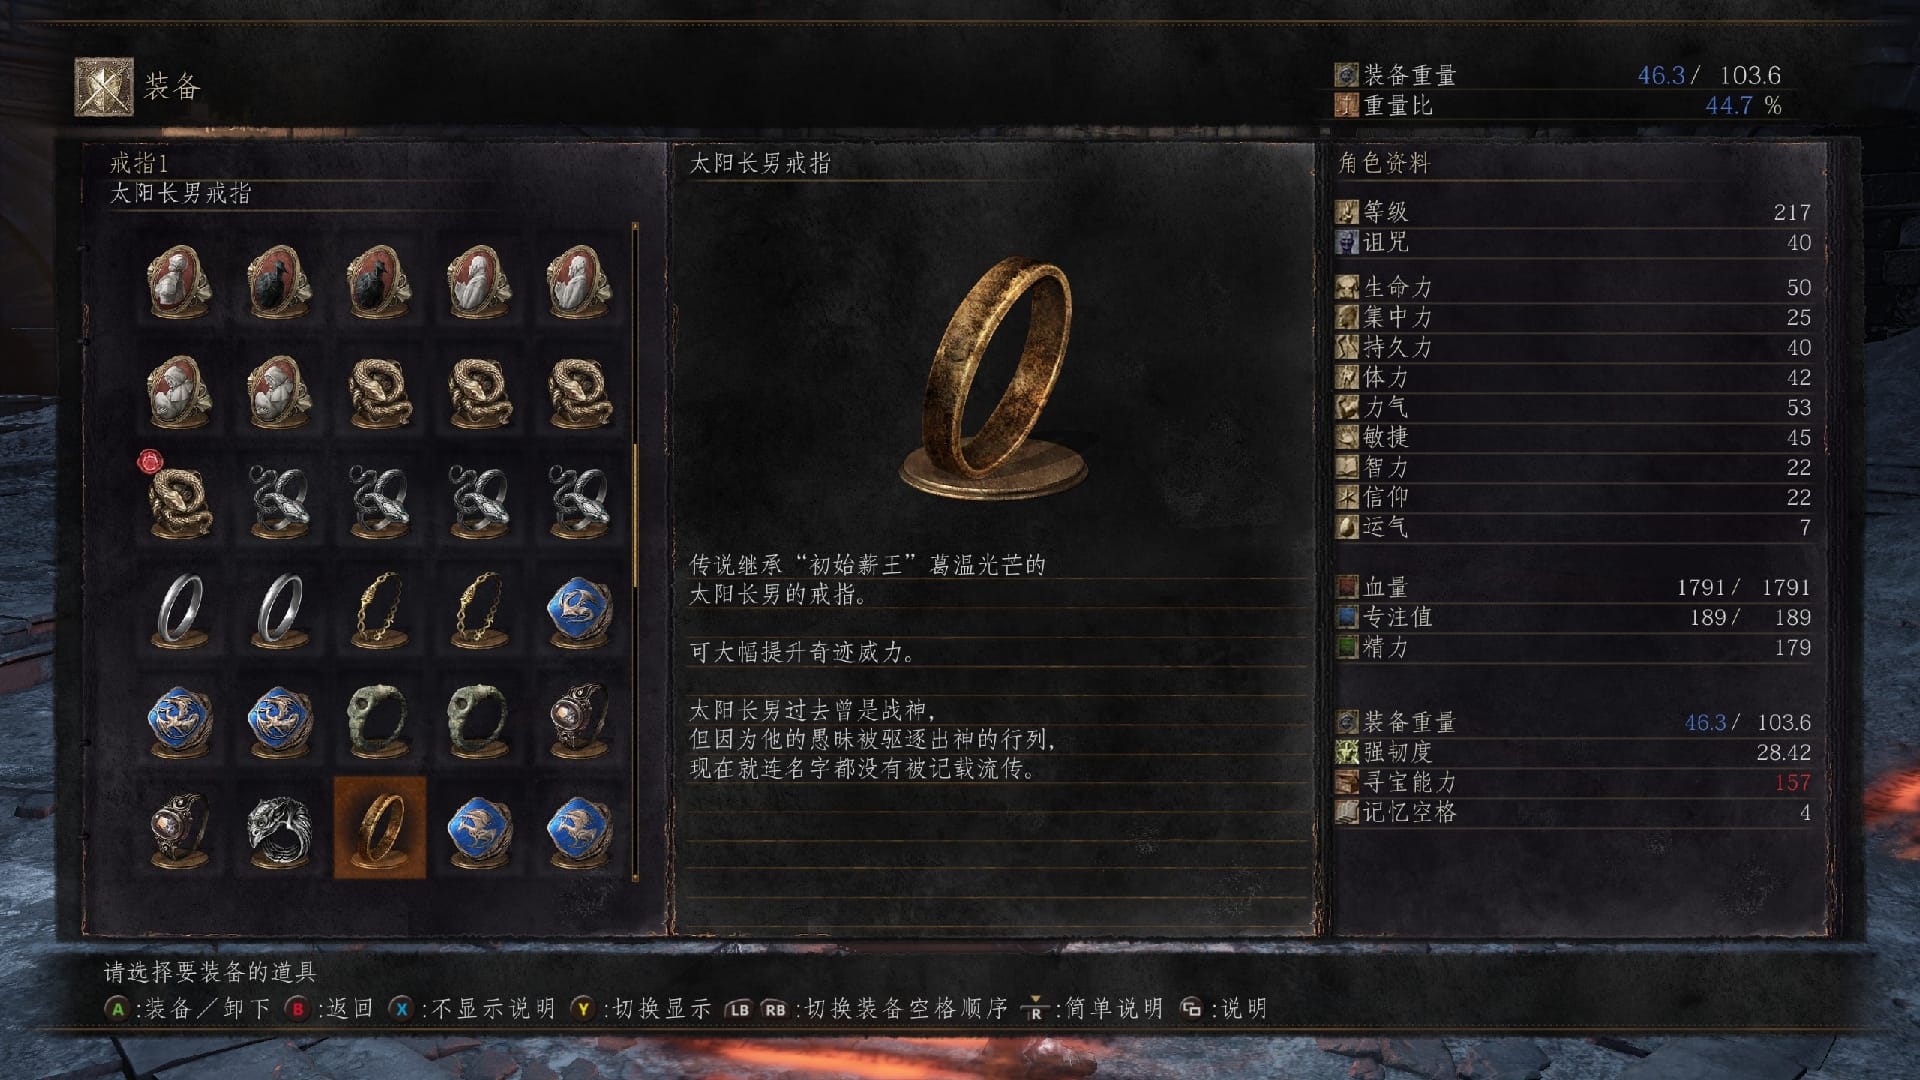 装备
装备重量 46.3/ 103.6
重量比 44.7 %
戒指1
太阳长男戒指
太阳长男戒指
传说继承“初始薪王”葛温光芒的
太阳长男的戒指。
可大幅提升奇迹威力。
太阳长男过去曾是战神,
但因为他的愚昧被驱逐出神的行列,
现在就连名字都没有被记载流传。
角色资料
等级 217
诅咒 40
生命力 50
集中力 25
持久力 40
体力 42
力气 53
敏捷 45
智力 22
信仰 22
运气 7
血量 1791/ 1791
专注值 189/ 189
精力 179
装备重量 46.3/ 103.6
强韧度 28.42
寻宝能力 157
记忆空格 4
请选择要装备的道具
A:装备／卸下 B:返回 X:不显示说明 Y:切换显示 LB RB:切换装备空格顺序 R:简单说明 :说明